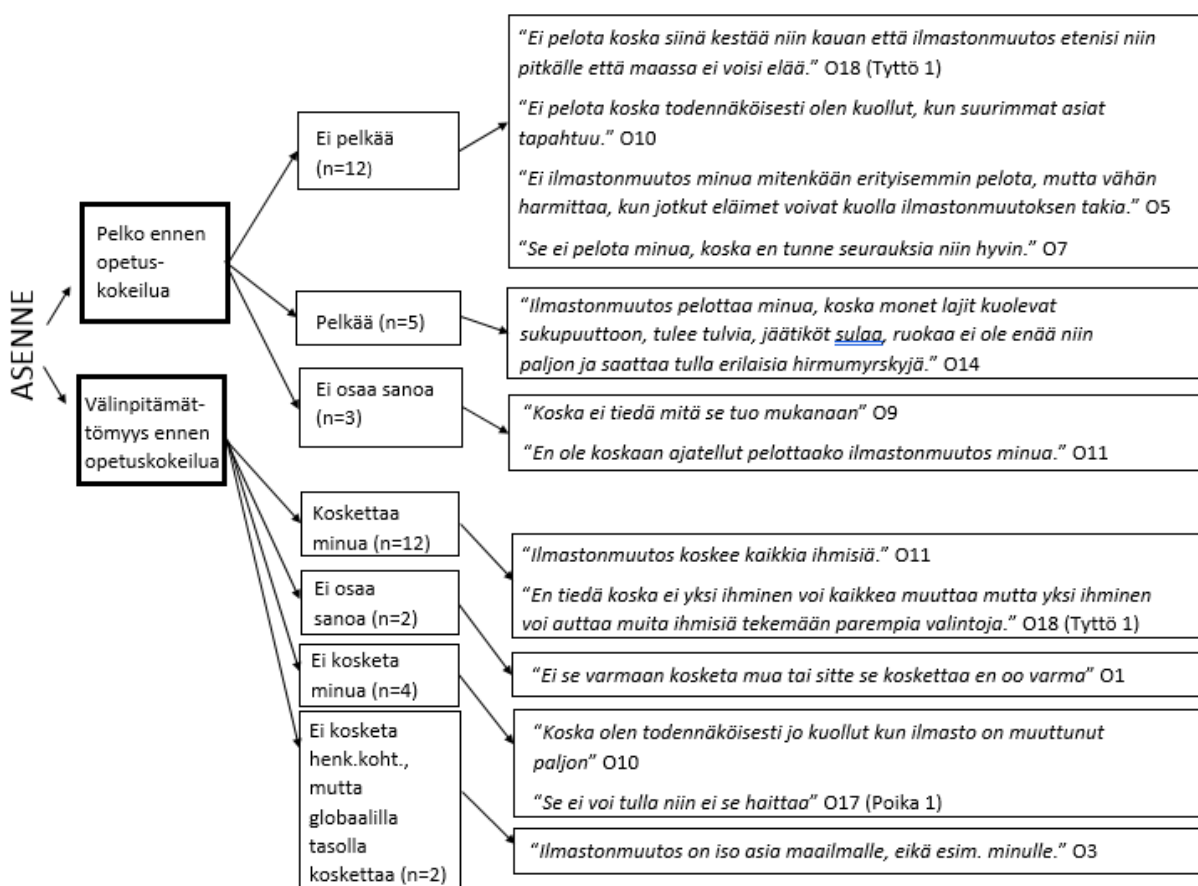 ASENNE
Pelko ennen
opetus-
kokeilua
Ei pelkää
(n=12)
“Ei pelota koska siinä kestää niin kauan että ilmastonmuutos etenisi niin
pitkälle että maassa ei voisi elää.” O18 (Tyttö 1)
“Ei pelota koska todennäköisesti olen kuollut, kun suurimmat asiat
tapahtuu.” O10
“Ei ilmastonmuutos minua mitenkään erityisemmin pelota, mutta vähän
harmittaa, kun jotkut eläimet voivat kuolla ilmastonmuutoksen takia.” O5
“Se ei pelota minua, koska en tunne seurauksia niin hyvin.” O7
Pelkää (n=5)
“Ilmastonmuutos pelottaa minua, koska monet lajit kuolevat
sukupuuttoon, tulee tulvia, jäätiköt sulaa, ruokaa ei ole enää niin
paljon ja saattaa tulla erilaisia hirmumyrskyjä.” O14
Ei osaa sanoa
(n=3)
“Koska ei tiedä mitä se tuo mukanaan” O9
“En ole koskaan ajatellut pelottaako ilmastonmuutos minua.” O11
Välinpitämät-
tömyys ennen
opetuskokeilua
Koskettaa
minua (n=12)
“Ilmastonmuutos koskee kaikkia ihmisiä.” O11
“En tiedä koska ei yksi ihminen voi kaikkea muuttaa mutta yksi ihminen
voi auttaa muita ihmisiä tekemään parempia valintoja.” O18 (Tyttö 1)
Ei osaa
sanoa (n=2)
“Ei se varmaan kosketa mua tai sitte se koskettaa en oo varma” O1
Ei kosketa
minua (n=4)
“Koska olen todennäköisesti jo kuollut kun ilmasto on muuttunut
paljon” O10
“Se ei voi tulla niin ei se haittaa” O17 (Poika 1)
Ei kosketa
henk.koht.,
mutta
globaalilla
tasolla
koskettaa (n=2)
“Ilmastonmuutos on iso asia maailmalle, eikä esim. minulle.” O3